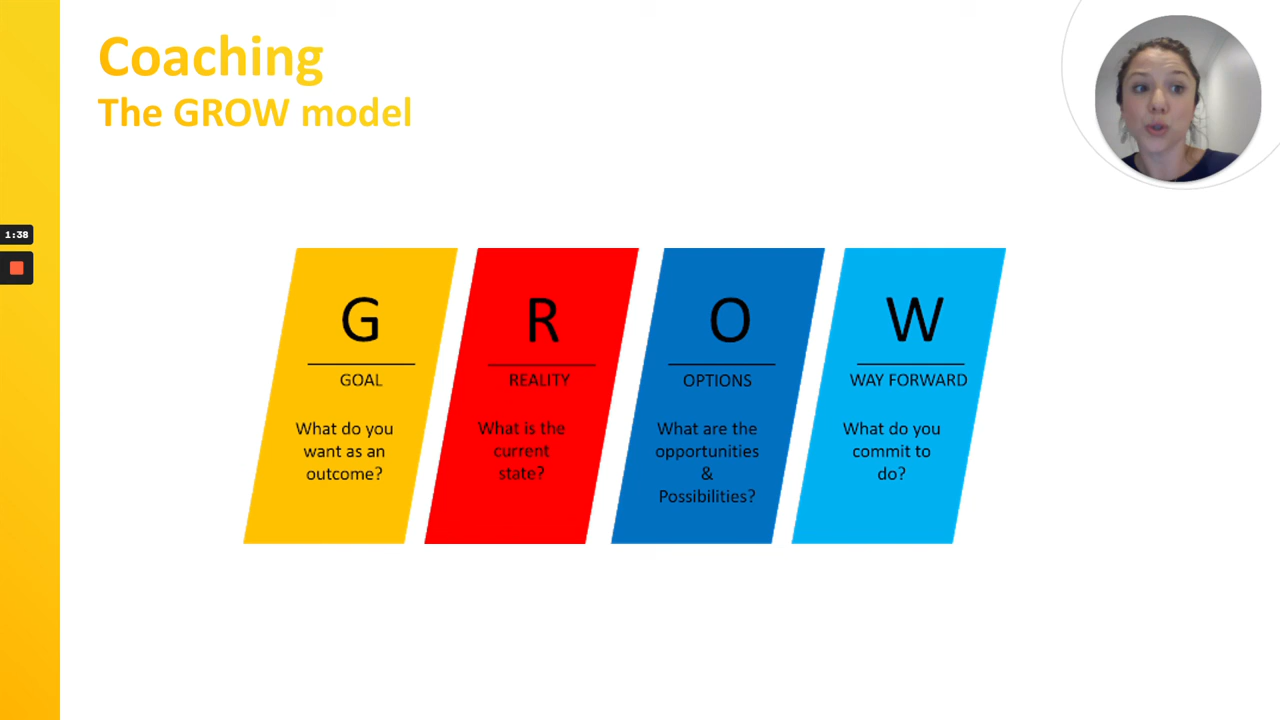 Coaching
The GROW model
1:38
G
GOAL
What do you
want as an
outcome?
R
REALITY
What is the
current
state?
O
OPTIONS
What are the
opportunities
&
Possibilities?
W
WAY FORWARD
What do you
commit to
do?